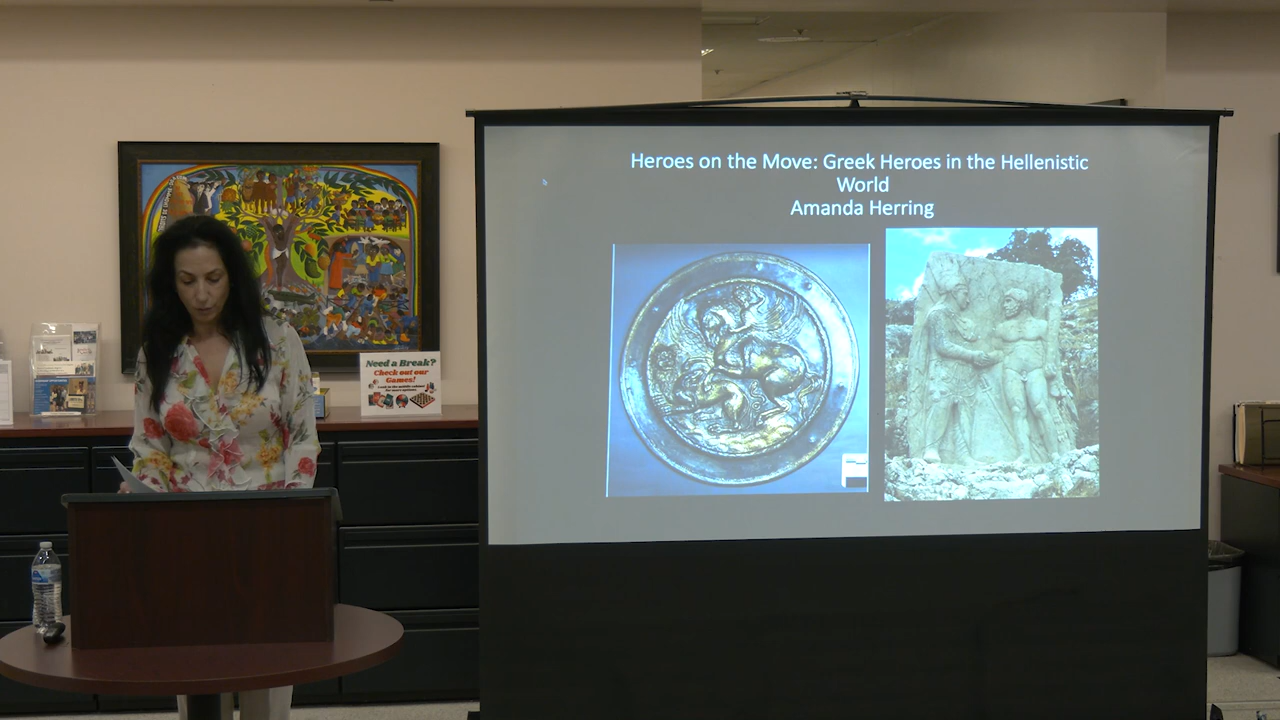 Heroes on the Move: Greek Heroes in the Hellenistic
World
Amanda Herring
Need a Break?
Check out our
Games!